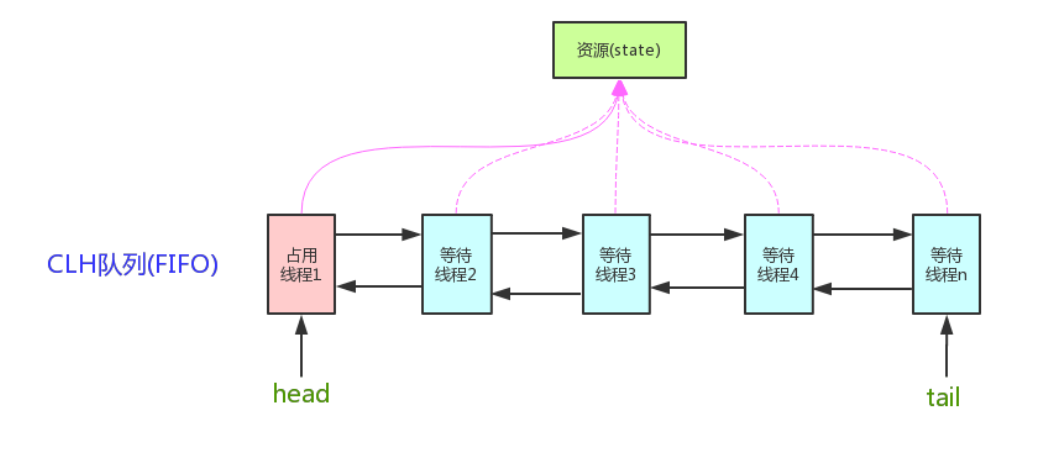 资源(state)
CLH队列(FIFO)
占用
线程1
等待
线程2
等待
线程3
等待
线程4
等待
线程n
head
tail